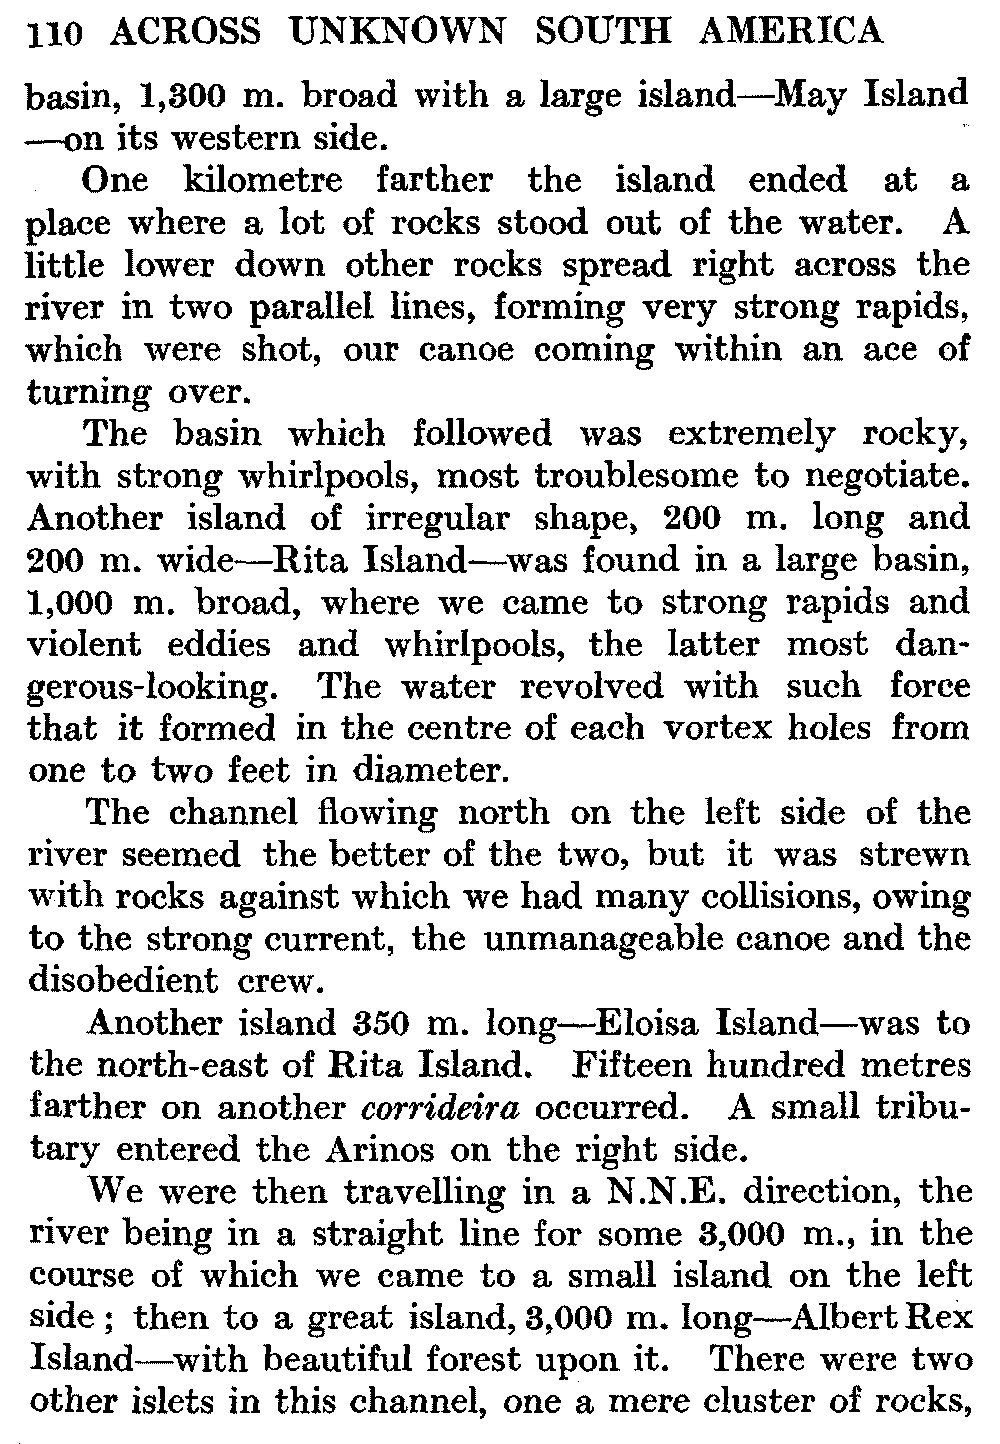 110 ACROSS UNKNOWN SOUTH AMERICA
basin, 1,300 m. broad with a large island—May Island
—on its western side.
One kilometre farther the island ended at a
place where a lot of rocks stood out of the water. A
little lower down other rocks spread right across the
river in two parallel lines, forming very strong rapids,
which were shot, our canoe coming within an ace of
turning over.
The basin which followed was extremely rocky,
with strong whirlpools, most troublesome to negotiate.
Another island of irregular shape, 200 m. long and
200 m. wide—Rita Island—was found in a large basin,
1,000 m. broad, where we came to strong rapids and
violent eddies and whirlpools, the latter most dan-
gerous-looking. The water revolved with such force
that it formed in the centre of each vortex holes from
one to two feet in diameter.
The channel flowing north on the left side of the
river seemed the better of the two, but it was strewn
with rocks against which we had many collisions, owing
to the strong current, the unmanageable canoe and the
disobedient crew.
Another island 350 m. long—Eloisa Island—was to
the north-east of Rita Island. Fifteen hundred metres
farther on another corrideira occurred. A small tribu-
tary entered the Arinos on the right side.
We were then travelling in a N.N.E. direction, the
river being in a straight line for some 3,000 m., in the
course of which we came to a small island on the left
side ; then to a great island, 3,000 m. long—Albert Rex
Island—with beautiful forest upon it. There were two
other islets in this channel, one a mere cluster of rocks,